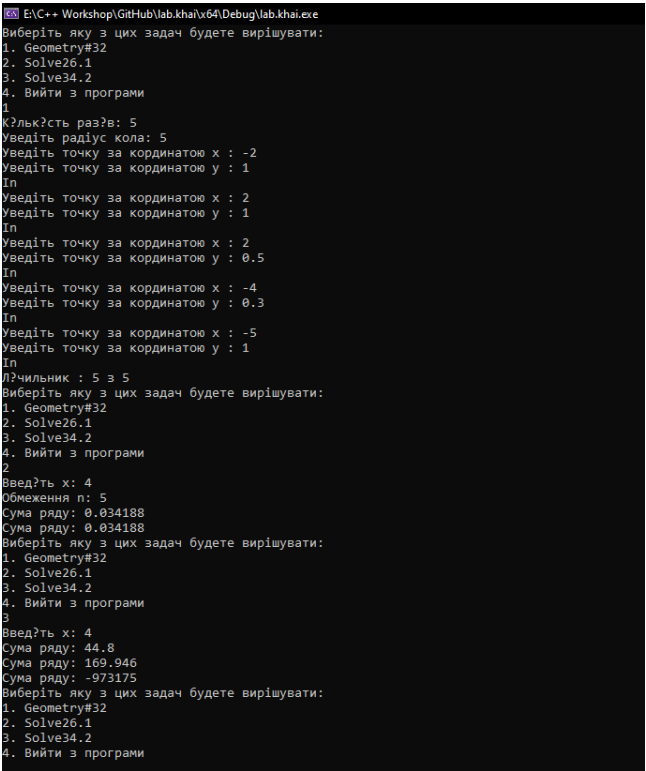 E:\C++ Workshop\GitHub\lab.khai\x64\Debug\lab.khai.exe
Виберіть яку з цих задач будете вирішувати:
1. Geometry#32
2. Solve26.1
3. Solve34.2
4. Вийти з програми
1
К?льк?сть раз?в: 5
Уведіть радіус кола: 5
Уведіть точку за кординатою x : -2
Уведіть точку за кординатою y : 1
In
Уведіть точку за кординатою x : 2
Уведіть точку за кординатою y : 1
In
Уведіть точку за кординатою x : 2
Уведіть точку за кординатою y : 0.5
In
Уведіть точку за кординатою x : -4
Уведіть точку за кординатою y : 0.3
In
Уведіть точку за кординатою x : -5
Уведіть точку за кординатою y : 1
In
Л?чильник : 5 з 5
Виберіть яку з цих задач будете вирішувати:
1. Geometry#32
2. Solve26.1
3. Solve34.2
4. Вийти з програми
2
Введ?ть x: 4
Обмеження n: 5
Сума ряду: 0.034188
Сума ряду: 0.034188
Виберіть яку з цих задач будете вирішувати:
1. Geometry#32
2. Solve26.1
3. Solve34.2
4. Вийти з програми
3
Введ?ть x: 4
Сума ряду: 44.8
Сума ряду: 169.946
Сума ряду: -973175
Виберіть яку з цих задач будете вирішувати:
1. Geometry#32
2. Solve26.1
3. Solve34.2
4. Вийти з програми